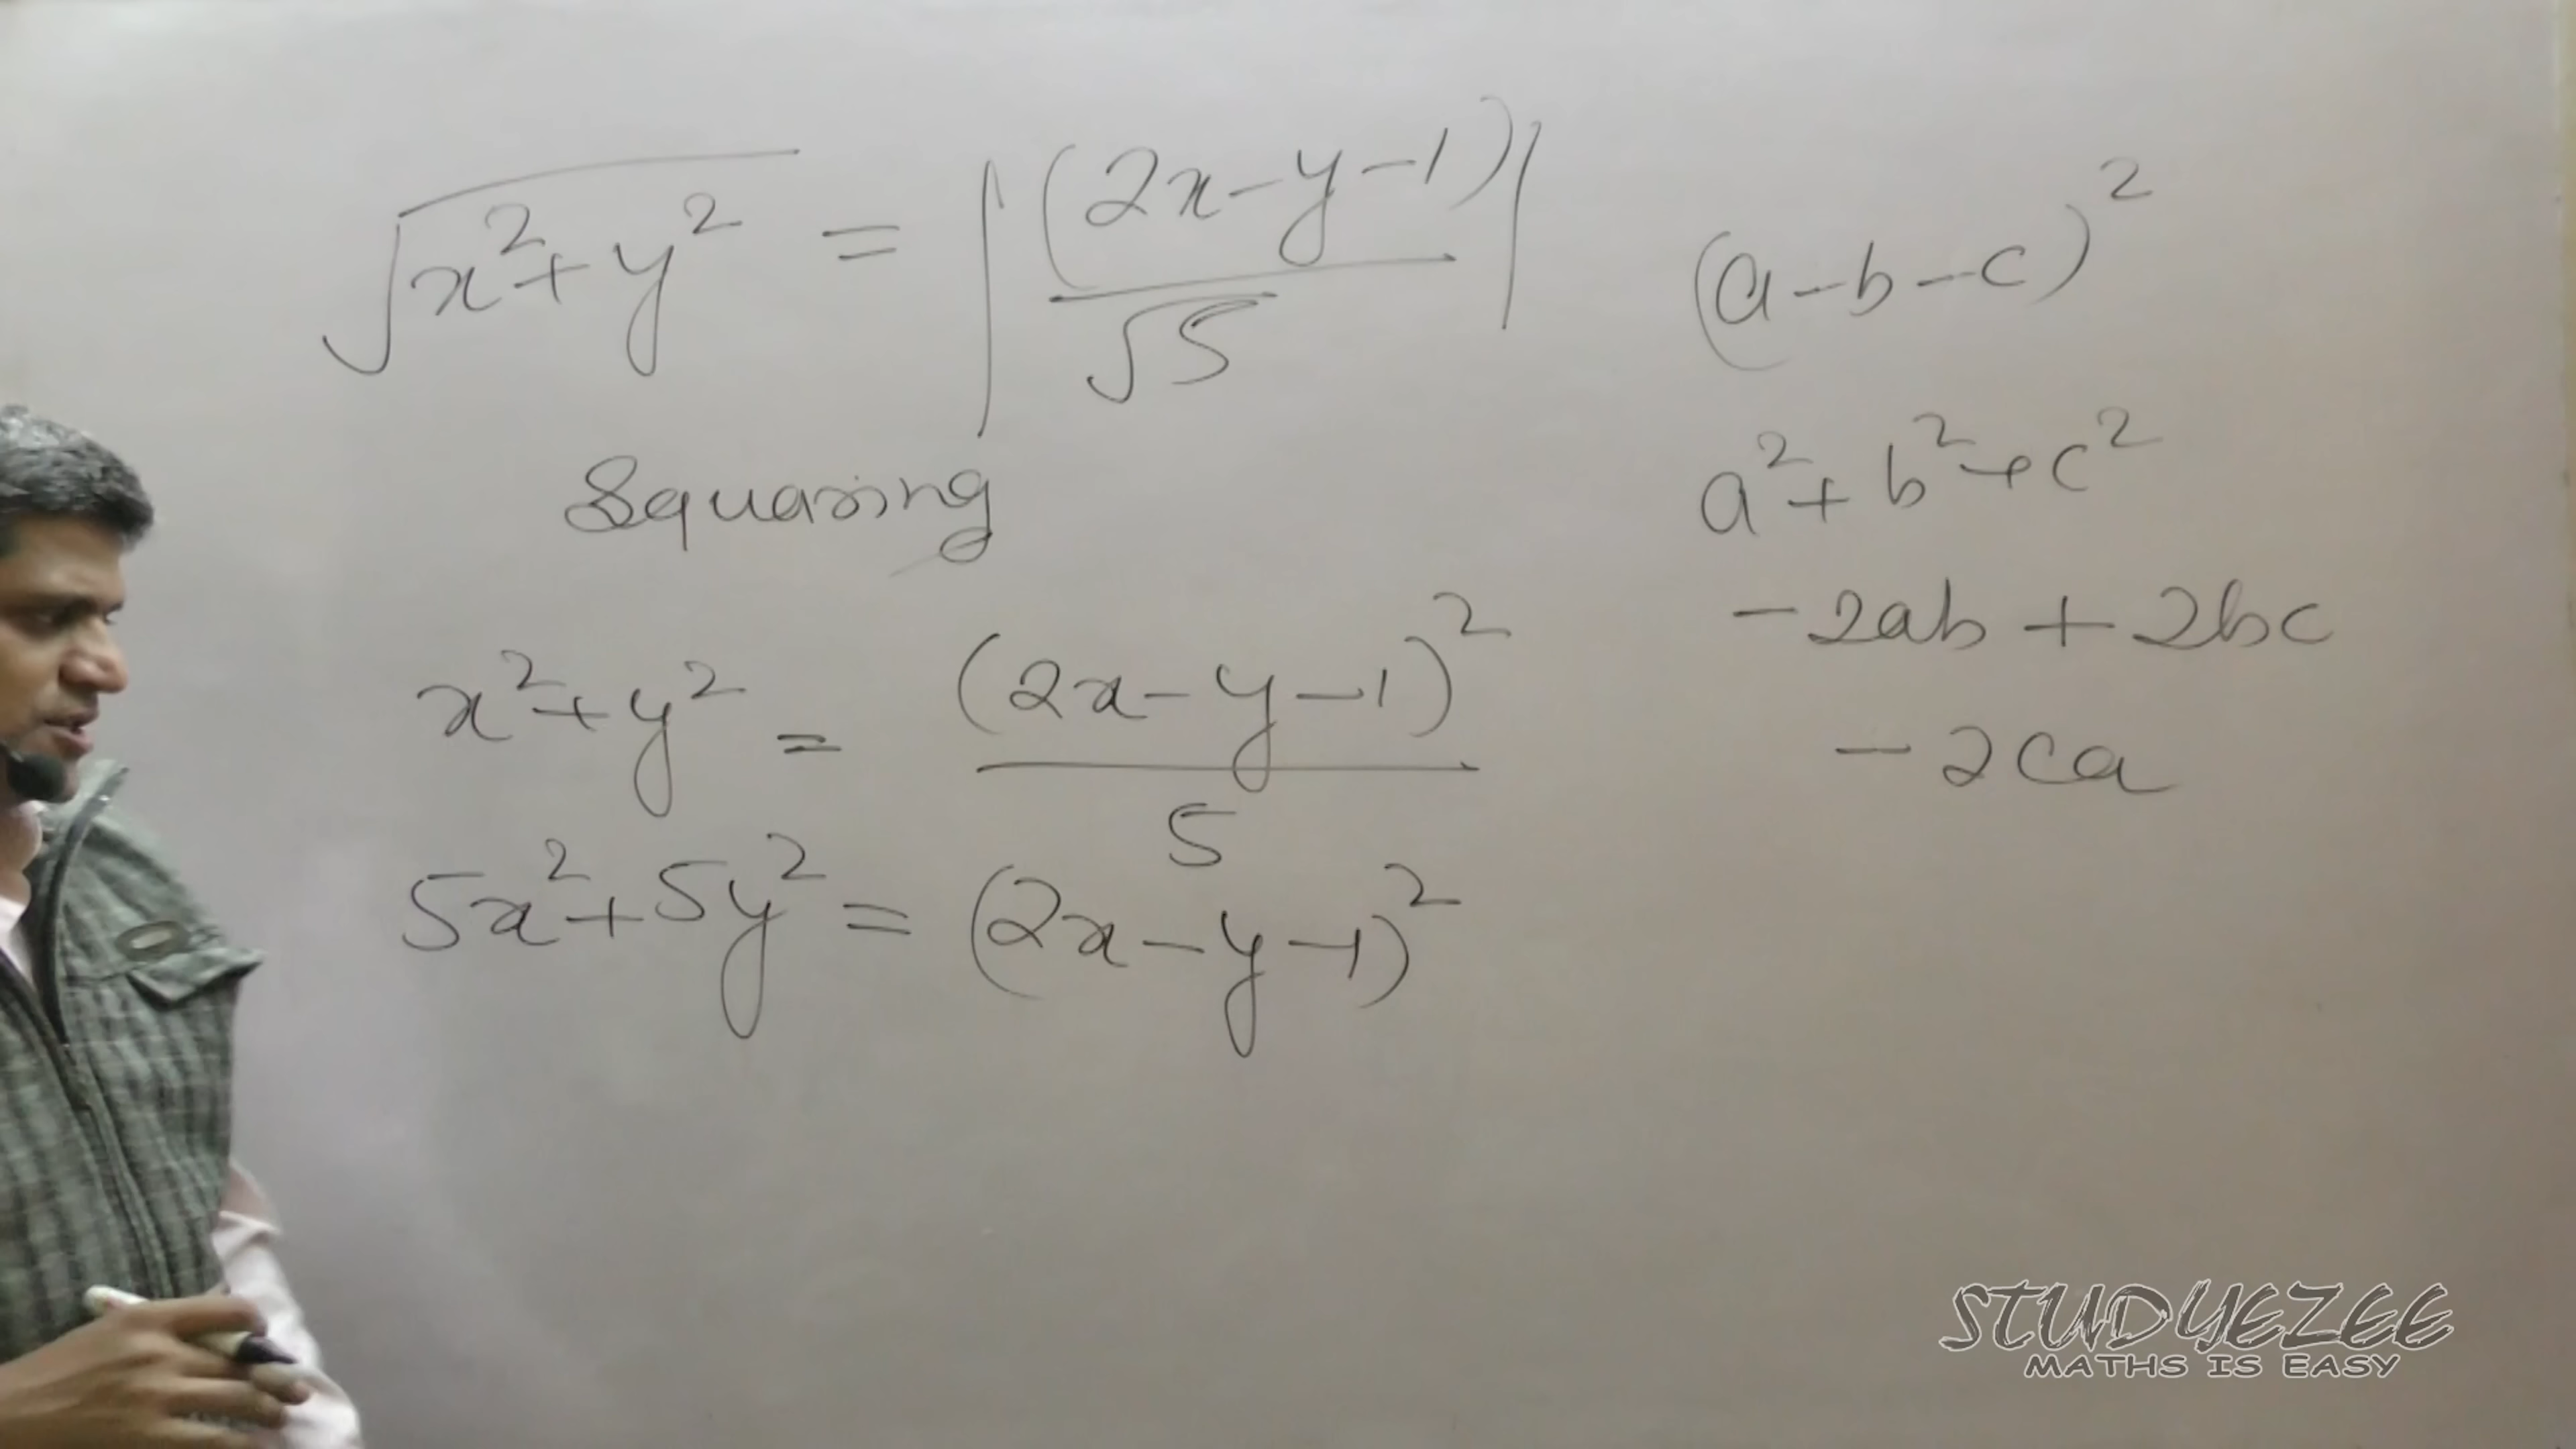 √x²+y² = |(2x-y-1)/√5|
Squaring
x²+y² = (2x-y-1)²/5
5x²+5y² = (2x-y-1)²
(a-b-c)²
a²+b²+c²
-2ab+2bc
-2ca
STUDYEZEE
MATHS IS EASY